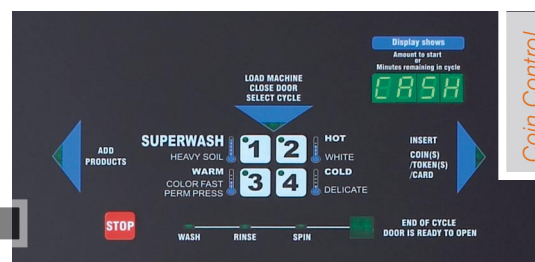 Display shows
Amount to start
or
Minutes remaining in cycle
CASH
LOAD MACHINE
CLOSE DOOR
SELECT CYCLE
ADD
PRODUCTS
SUPERWASH
HEAVY SOIL
1
2
HOT
WHITE
WARM
COLOR FAST
PERM PRESS
3
4
COLD
DELICATE
INSERT
COIN(S)
/TOKEN(S)
/CARD
STOP
WASH
RINSE
SPIN
END OF CYCLE
DOOR IS READY TO OPEN
Coin Control